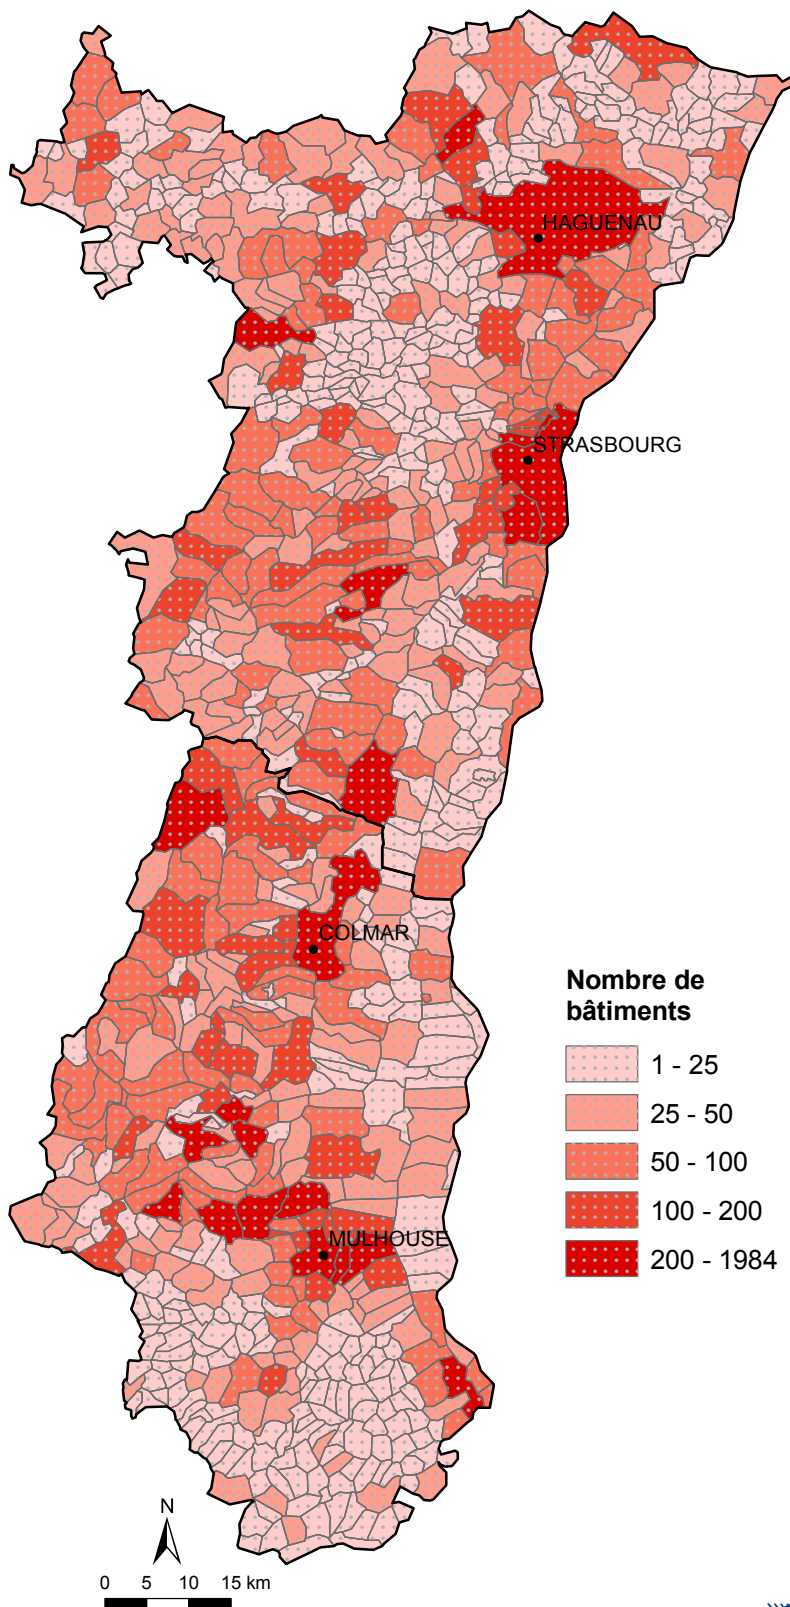 HAGUENAU
STRASBOURG
COLMAR
MULHOUSE
Nombre de
bâtiments
1 - 25
25 - 50
50 - 100
100 - 200
200 - 1984
N
0 5 10 15 km